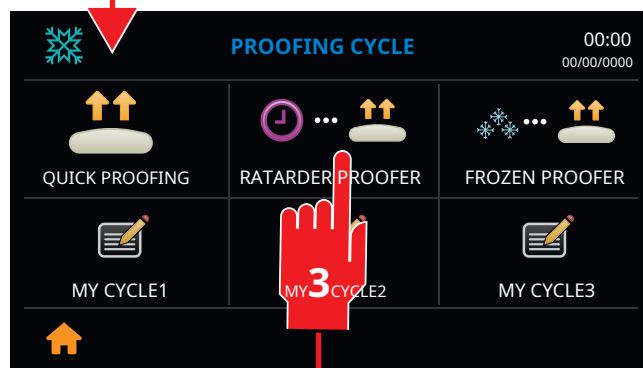 PROOFING CYCLE
00:00
00/00/0000
QUICK PROOFING
RATARDER PROOFER
FROZEN PROOFER
MY CYCLE1
MY CYCLE2
3
MY CYCLE3